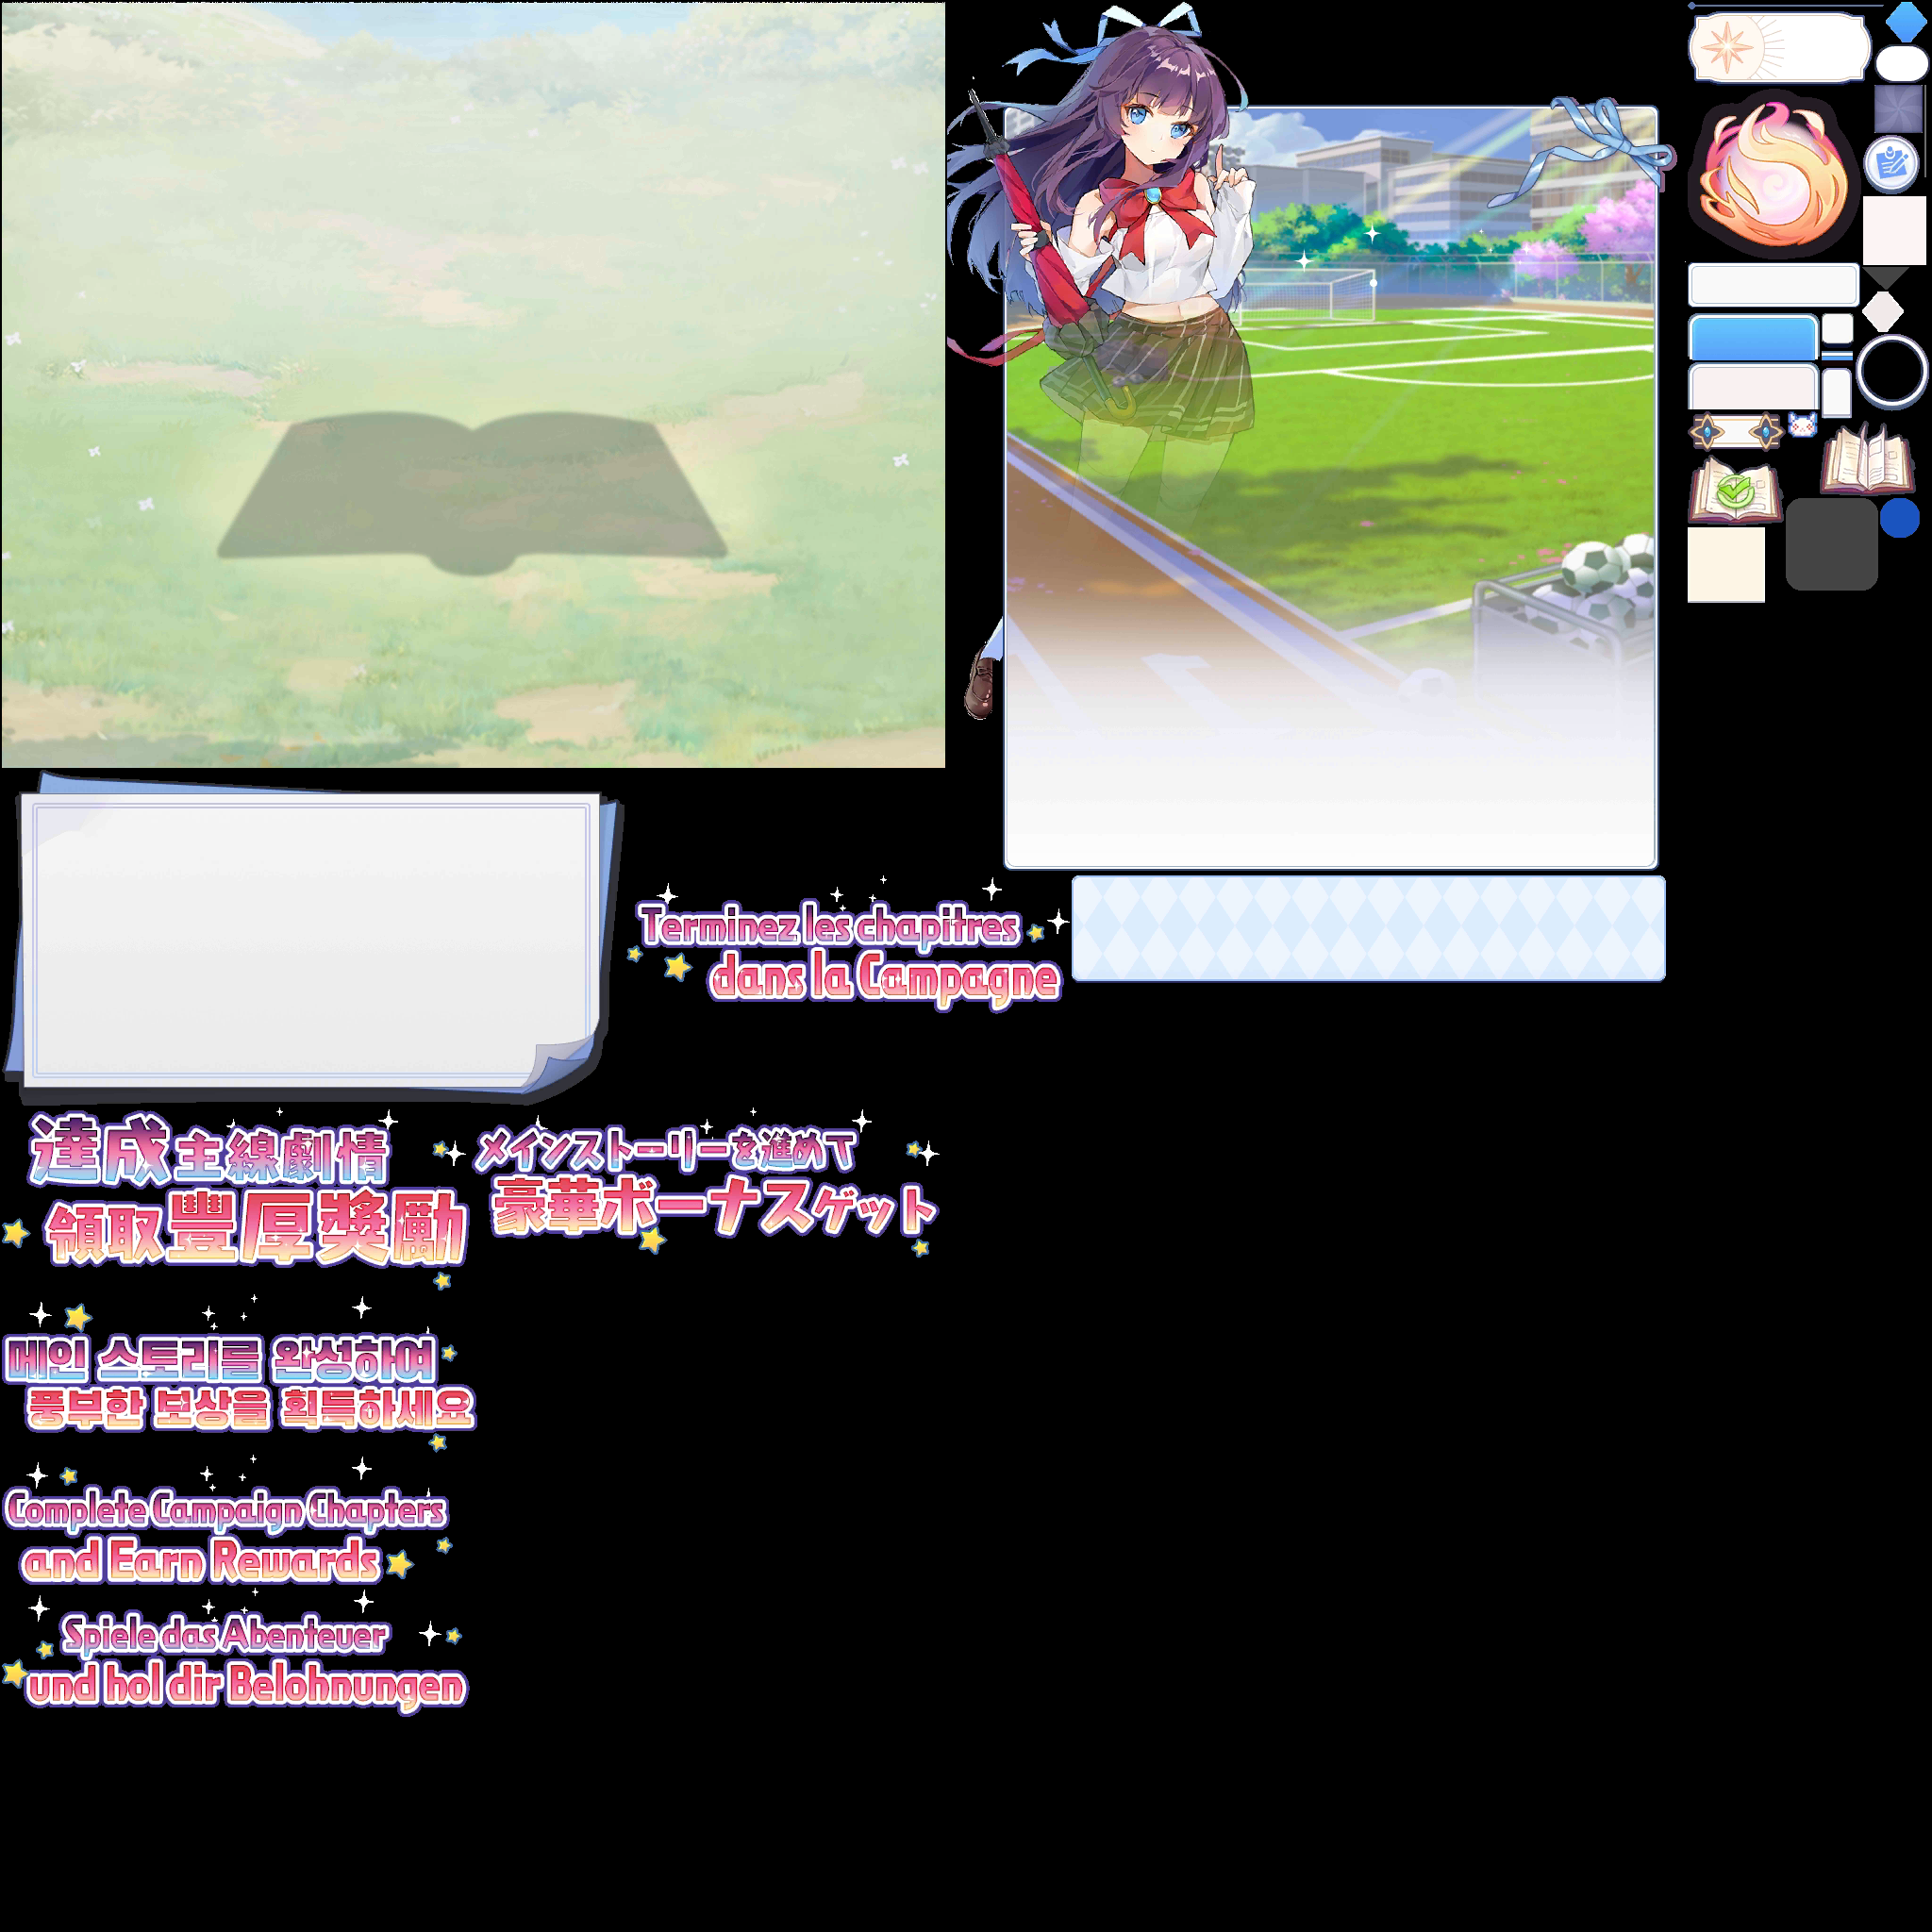 Terminez les chapitres
dans la Campagne
達成主線劇情
領取豐厚獎勵
メインストーリーを進めて
豪華ボーナスゲット
메인 스토리를 완성하여
풍부한 보상을 획득하세요
Complete Campaign Chapters
and Earn Rewards
Spiele das Abenteuer
und hol dir Belohnungen